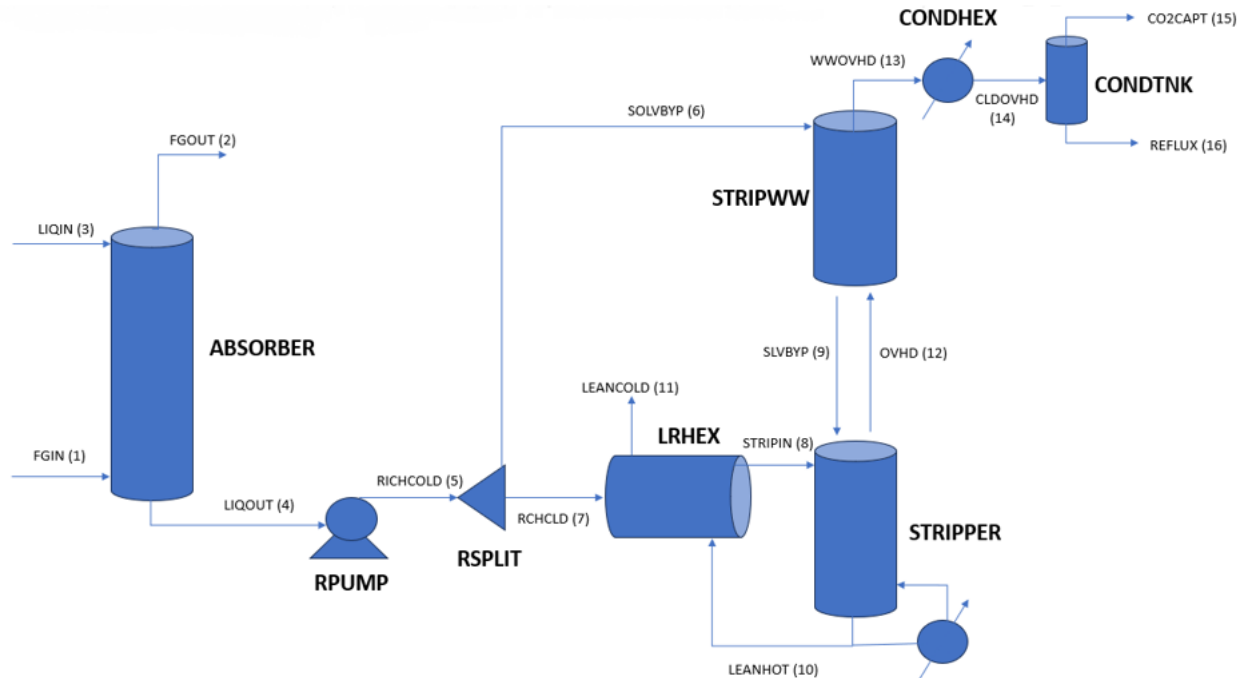 CONDHEX
CO2CAPT (15)
WWOVHD (13)
CONDTNK
CLDOVHD
(14)
SOLVBYP (6)
FGOUT (2)
REFLUX (16)
STRIPWW
LIQIN (3)
ABSORBER
SLVBYP (9)
OVHD (12)
LEANCOLD (11)
LRHEX
STRIPIN (8)
FGIN (1)
RICHCOLD (5)
LIQOUT (4)
RCHCLD (7)
STRIPPER
RSPLIT
RPUMP
LEANHOT (10)